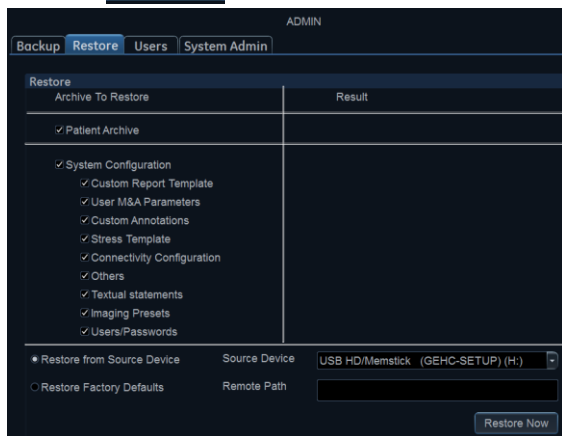 ADMIN
Backup Restore Users System Admin
Restore
Archive To Restore Result
Patient Archive
System Configuration
Custom Report Template
User M&A Parameters
Custom Annotations
Stress Template
Connectivity Configuration
Others
Textual statements
Imaging Presets
Users/Passwords
Restore from Source Device Source Device USB HD/Memstick (GEHC-SETUP) (H:)
Restore Factory Defaults Remote Path
Restore Now